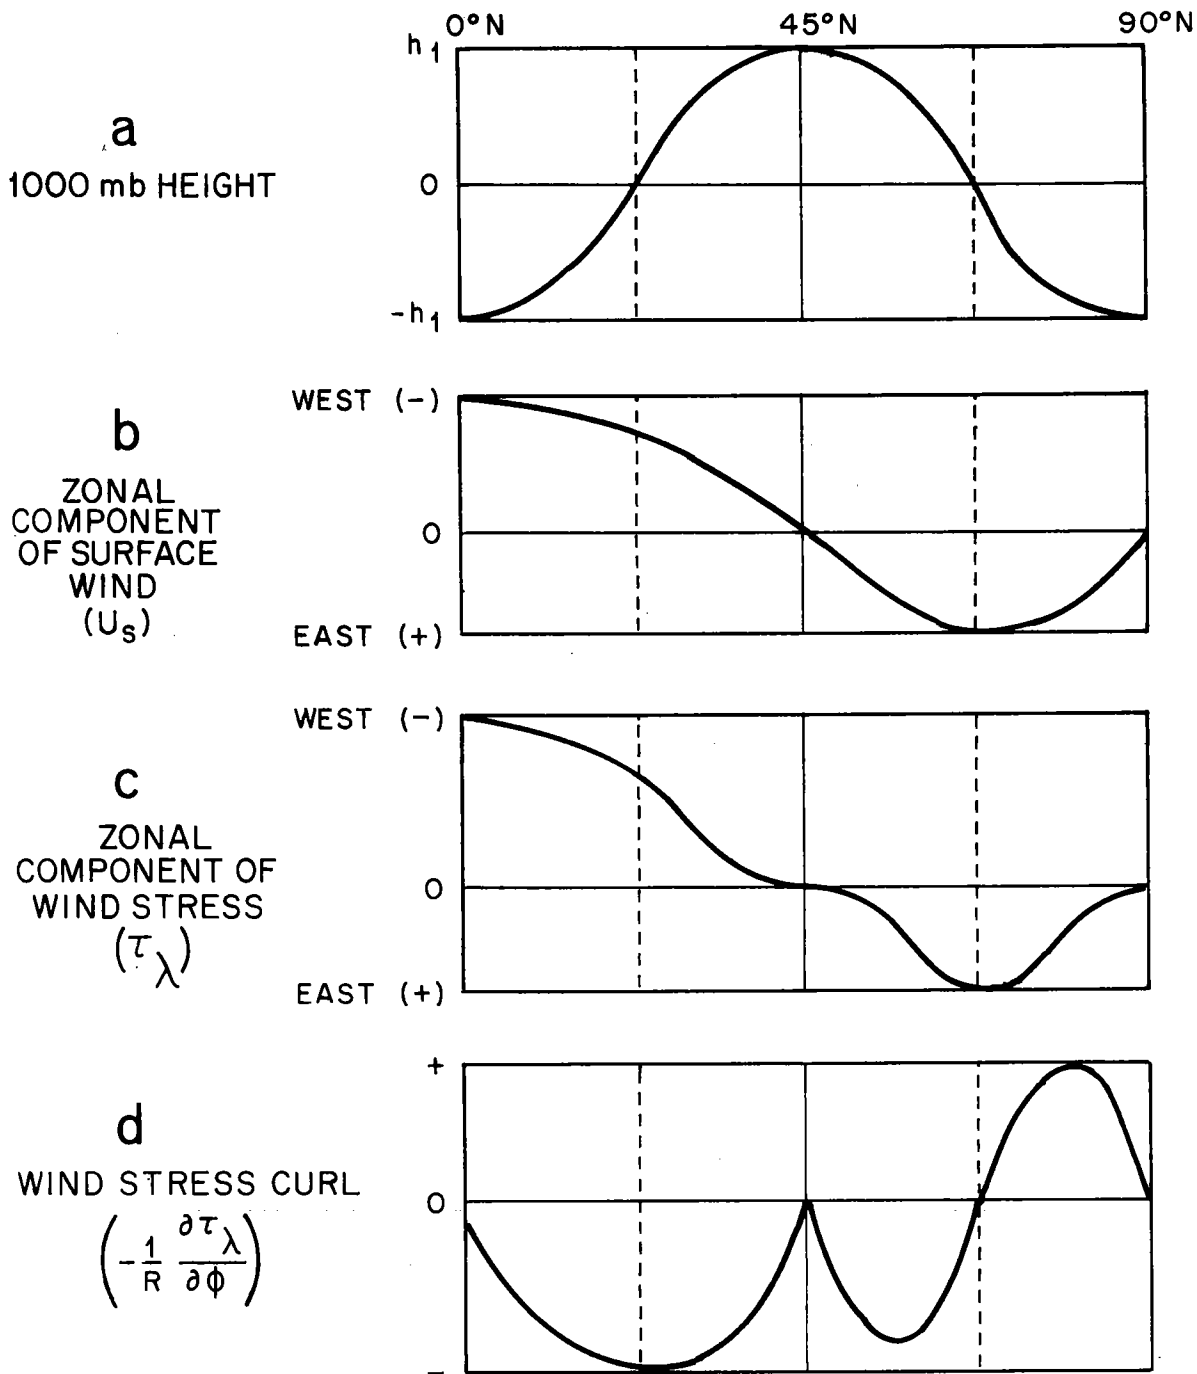 0°N 45°N 90°N
h1
a
1000 mb HEIGHT
0
-h1
WEST (-)
b
ZONAL
COMPONENT
OF SURFACE
WIND
(Us)
0
EAST (+)
WEST (-)
c
ZONAL
COMPONENT OF
WIND STRESS
(τλ)
0
EAST (+)
+
d
WIND STRESS CURL
0
(-1/R ∂τλ/∂φ)
-